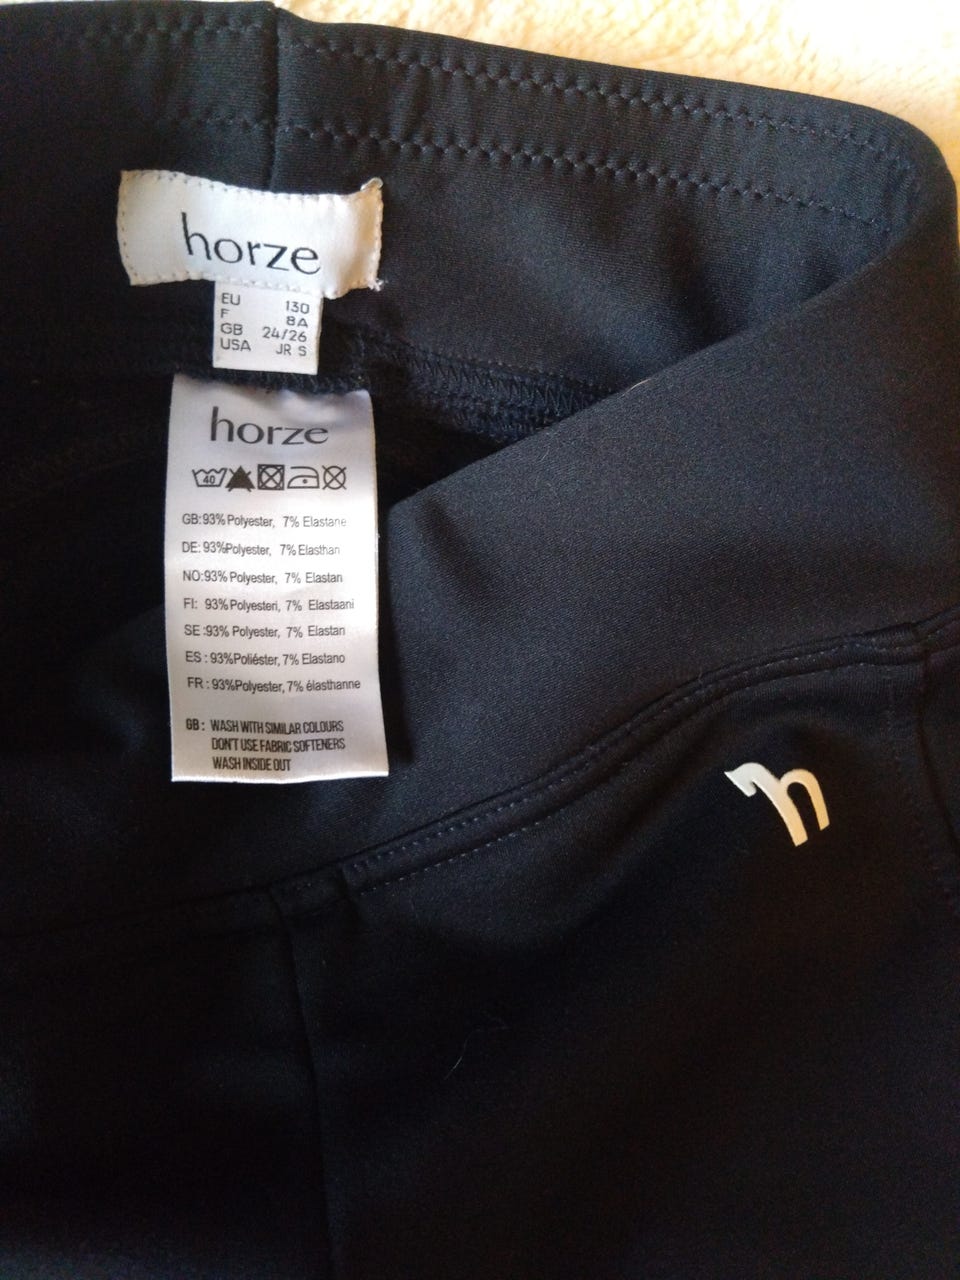 horze
EU 130
F 8A
GB 24/26
USA JR S
horze
40
GB: 93% Polyester, 7% Elastane
DE: 93%Polyester, 7% Elasthan
NO: 93% Polyester, 7% Elastan
FI: 93% Polyesteri, 7% Elastaani
SE : 93% Polyester, 7% Elastan
ES : 93%Poliéster, 7% Elastano
FR : 93%Polyester, 7% élasthanne
GB : WASH WITH SIMILAR COLOURS
DON'T USE FABRIC SOFTENERS
WASH INSIDE OUT